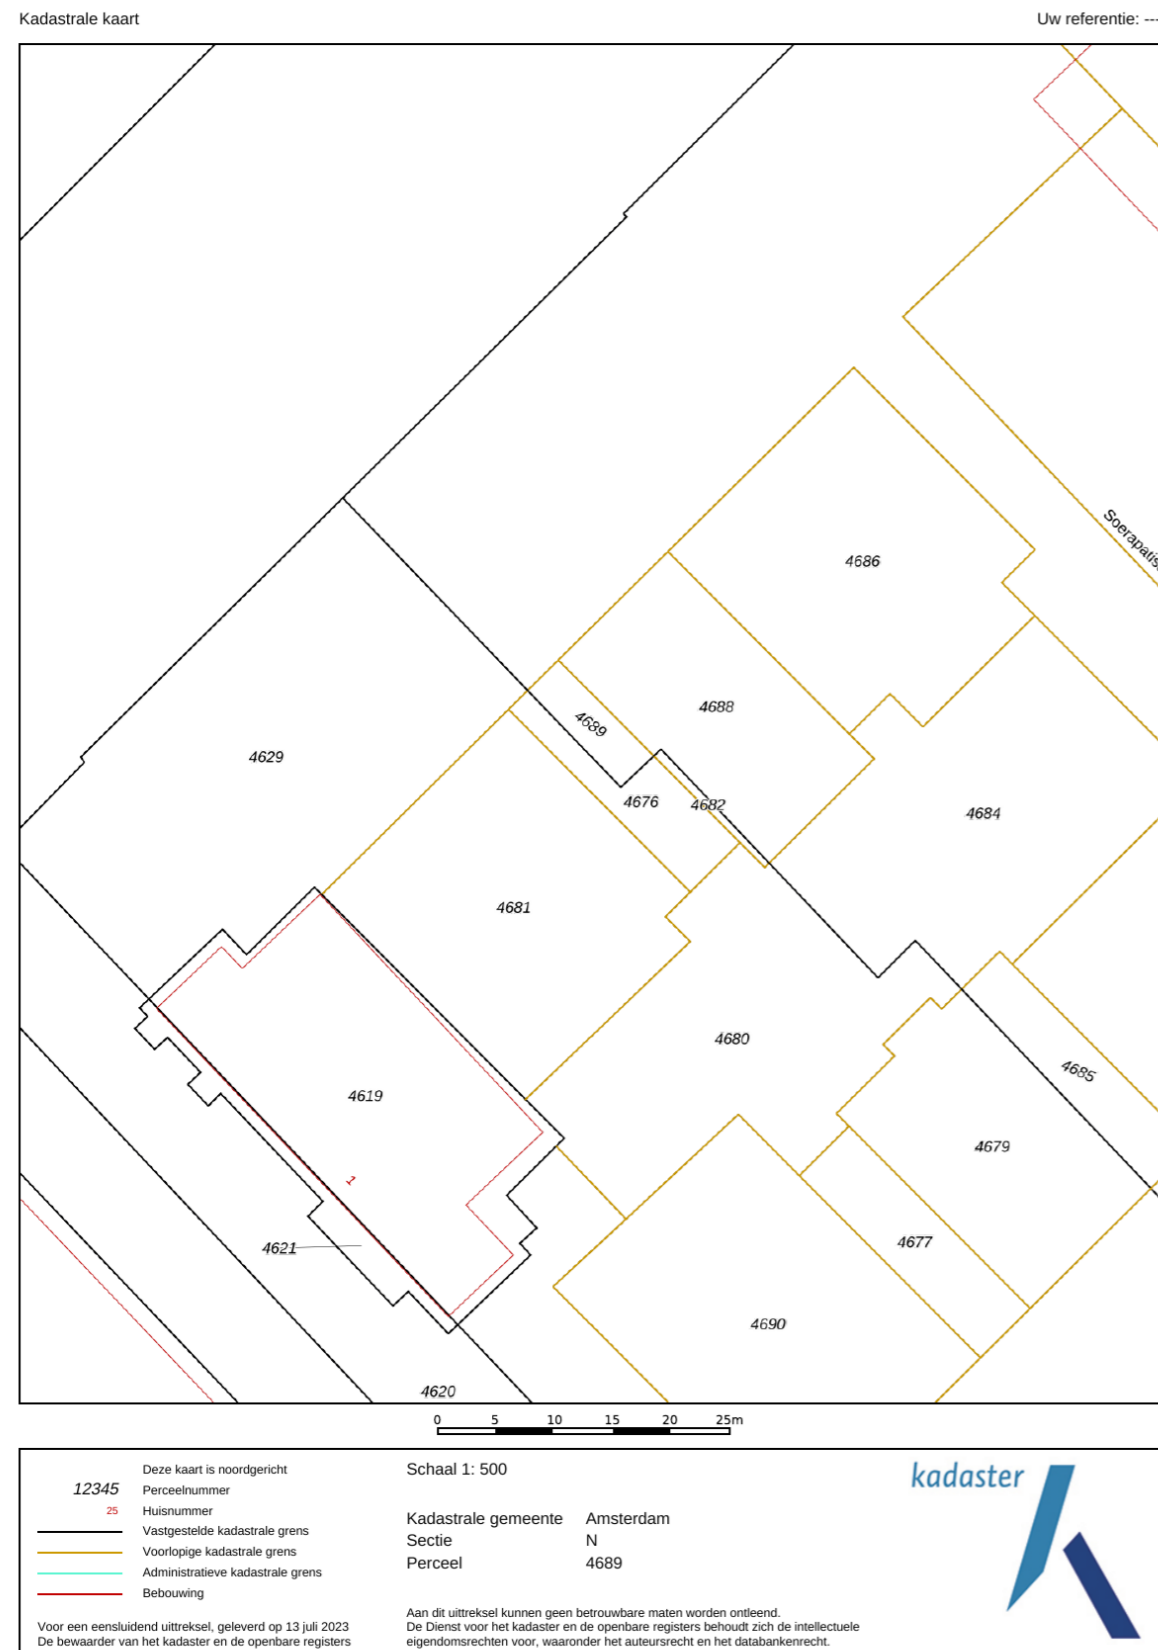 Kadastrale kaart
Uw referentie: ---
4686
Soerapatis
4688
4689
4629
4676
4682
4684
4681
4680
4685
4619
4679
1
4677
4621
4690
4620
0 5 10 15 20 25m
Deze kaart is noordgericht
12345 Perceelnummer
25 Huisnummer
Vastgestelde kadastrale grens
Voorlopige kadastrale grens
Administratieve kadastrale grens
Bebouwing
Voor een eensluidend uittreksel, geleverd op 13 juli 2023
De bewaarder van het kadaster en de openbare registers
Schaal 1: 500
Kadastrale gemeente Amsterdam
Sectie N
Perceel 4689
Aan dit uittreksel kunnen geen betrouwbare maten worden ontleend.
De Dienst voor het kadaster en de openbare registers behoudt zich de intellectuele
eigendomsrechten voor, waaronder het auteursrecht en het databankenrecht.
kadaster